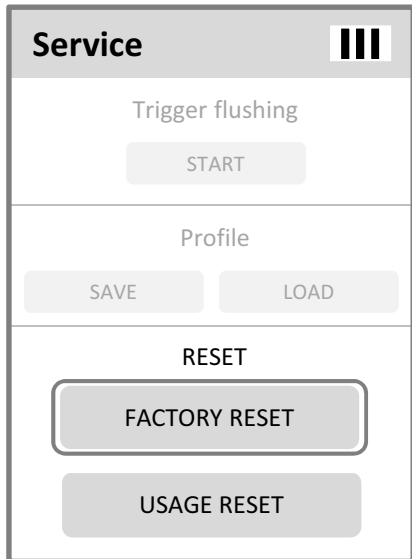 Service
Trigger flushing
START
Profile
SAVE LOAD
RESET
FACTORY RESET
USAGE RESET